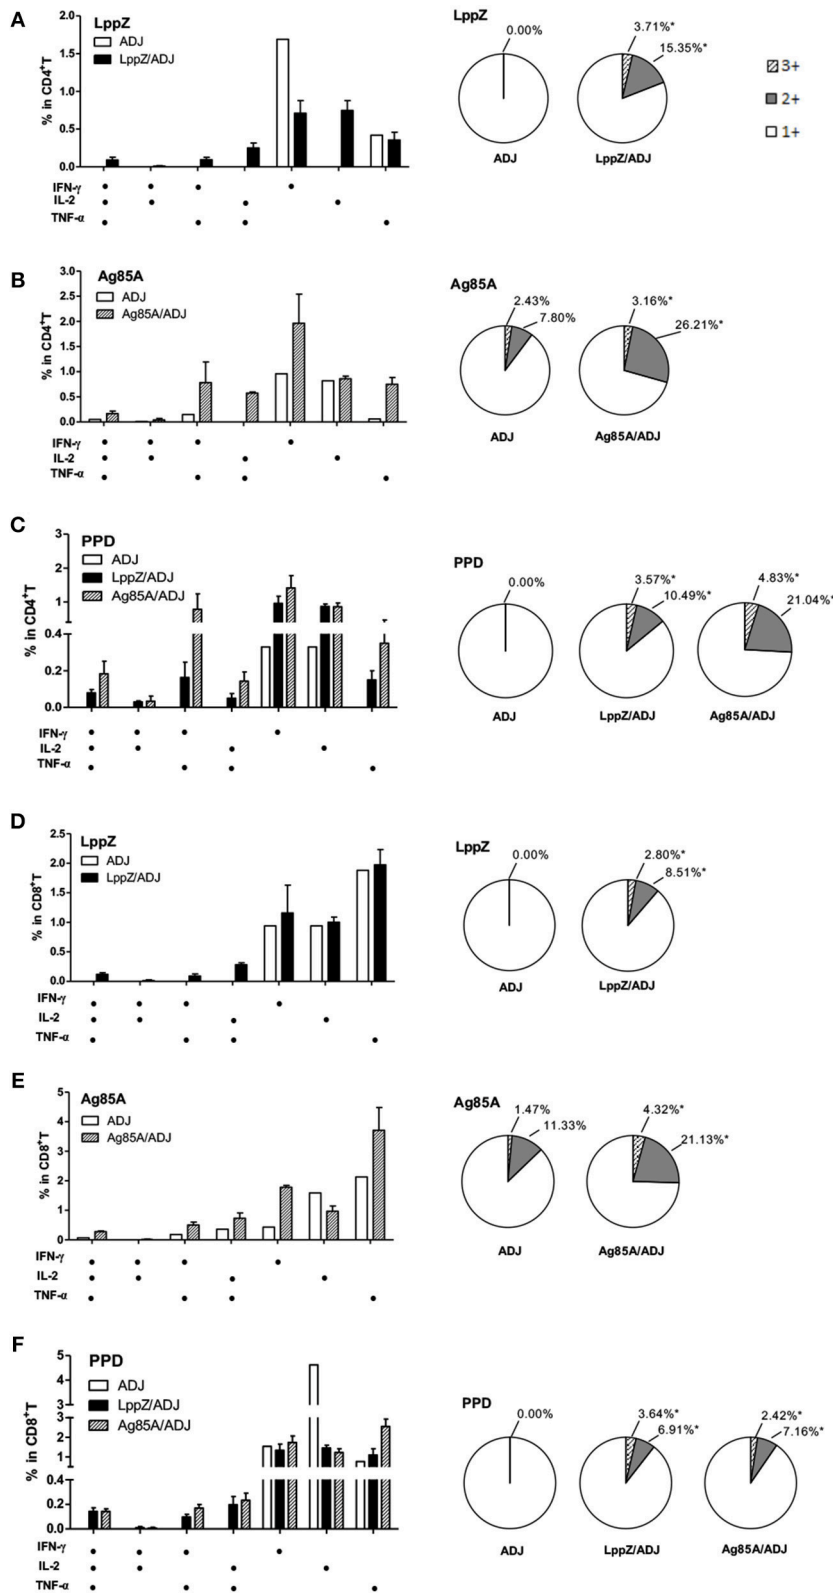 A
LppZ
ADJ
LppZ/ADJ
% in CD4+T
2.0
1.5
1.0
0.5
0.0
IFN-γ
IL-2
TNF-α
LppZ
0.00%
ADJ
3.71%*
15.35%*
LppZ/ADJ
3+
2+
1+
B
Ag85A
ADJ
Ag85A/ADJ
% in CD4+T
3.0
2.5
2.0
1.5
1.0
0.5
0.0
IFN-γ
IL-2
TNF-α
Ag85A
2.43%
7.80%
ADJ
3.16%*
26.21%*
Ag85A/ADJ
C
PPD
ADJ
LppZ/ADJ
Ag85A/ADJ
% in CD4+T
3
2
1
0.4
0.2
0.0
IFN-γ
IL-2
TNF-α
PPD
0.00%
ADJ
3.57%*
10.49%*
LppZ/ADJ
4.83%*
21.04%*
Ag85A/ADJ
D
LppZ
ADJ
LppZ/ADJ
% in CD8+T
2.5
2.0
1.5
1.0
0.5
0.0
IFN-γ
IL-2
TNF-α
LppZ
0.00%
ADJ
2.80%*
8.51%*
LppZ/ADJ
E
Ag85A
ADJ
Ag85A/ADJ
% in CD8+T
5
4
3
2
1
0
IFN-γ
IL-2
TNF-α
Ag85A
1.47%
11.33%
ADJ
4.32%*
21.13%*
Ag85A/ADJ
F
PPD
ADJ
LppZ/ADJ
Ag85A/ADJ
% in CD8+T
5
4
3
3
2
1
0.4
0.2
0.0
IFN-γ
IL-2
TNF-α
PPD
0.00%
ADJ
3.64%*
6.91%*
LppZ/ADJ
2.42%*
7.16%*
Ag85A/ADJ